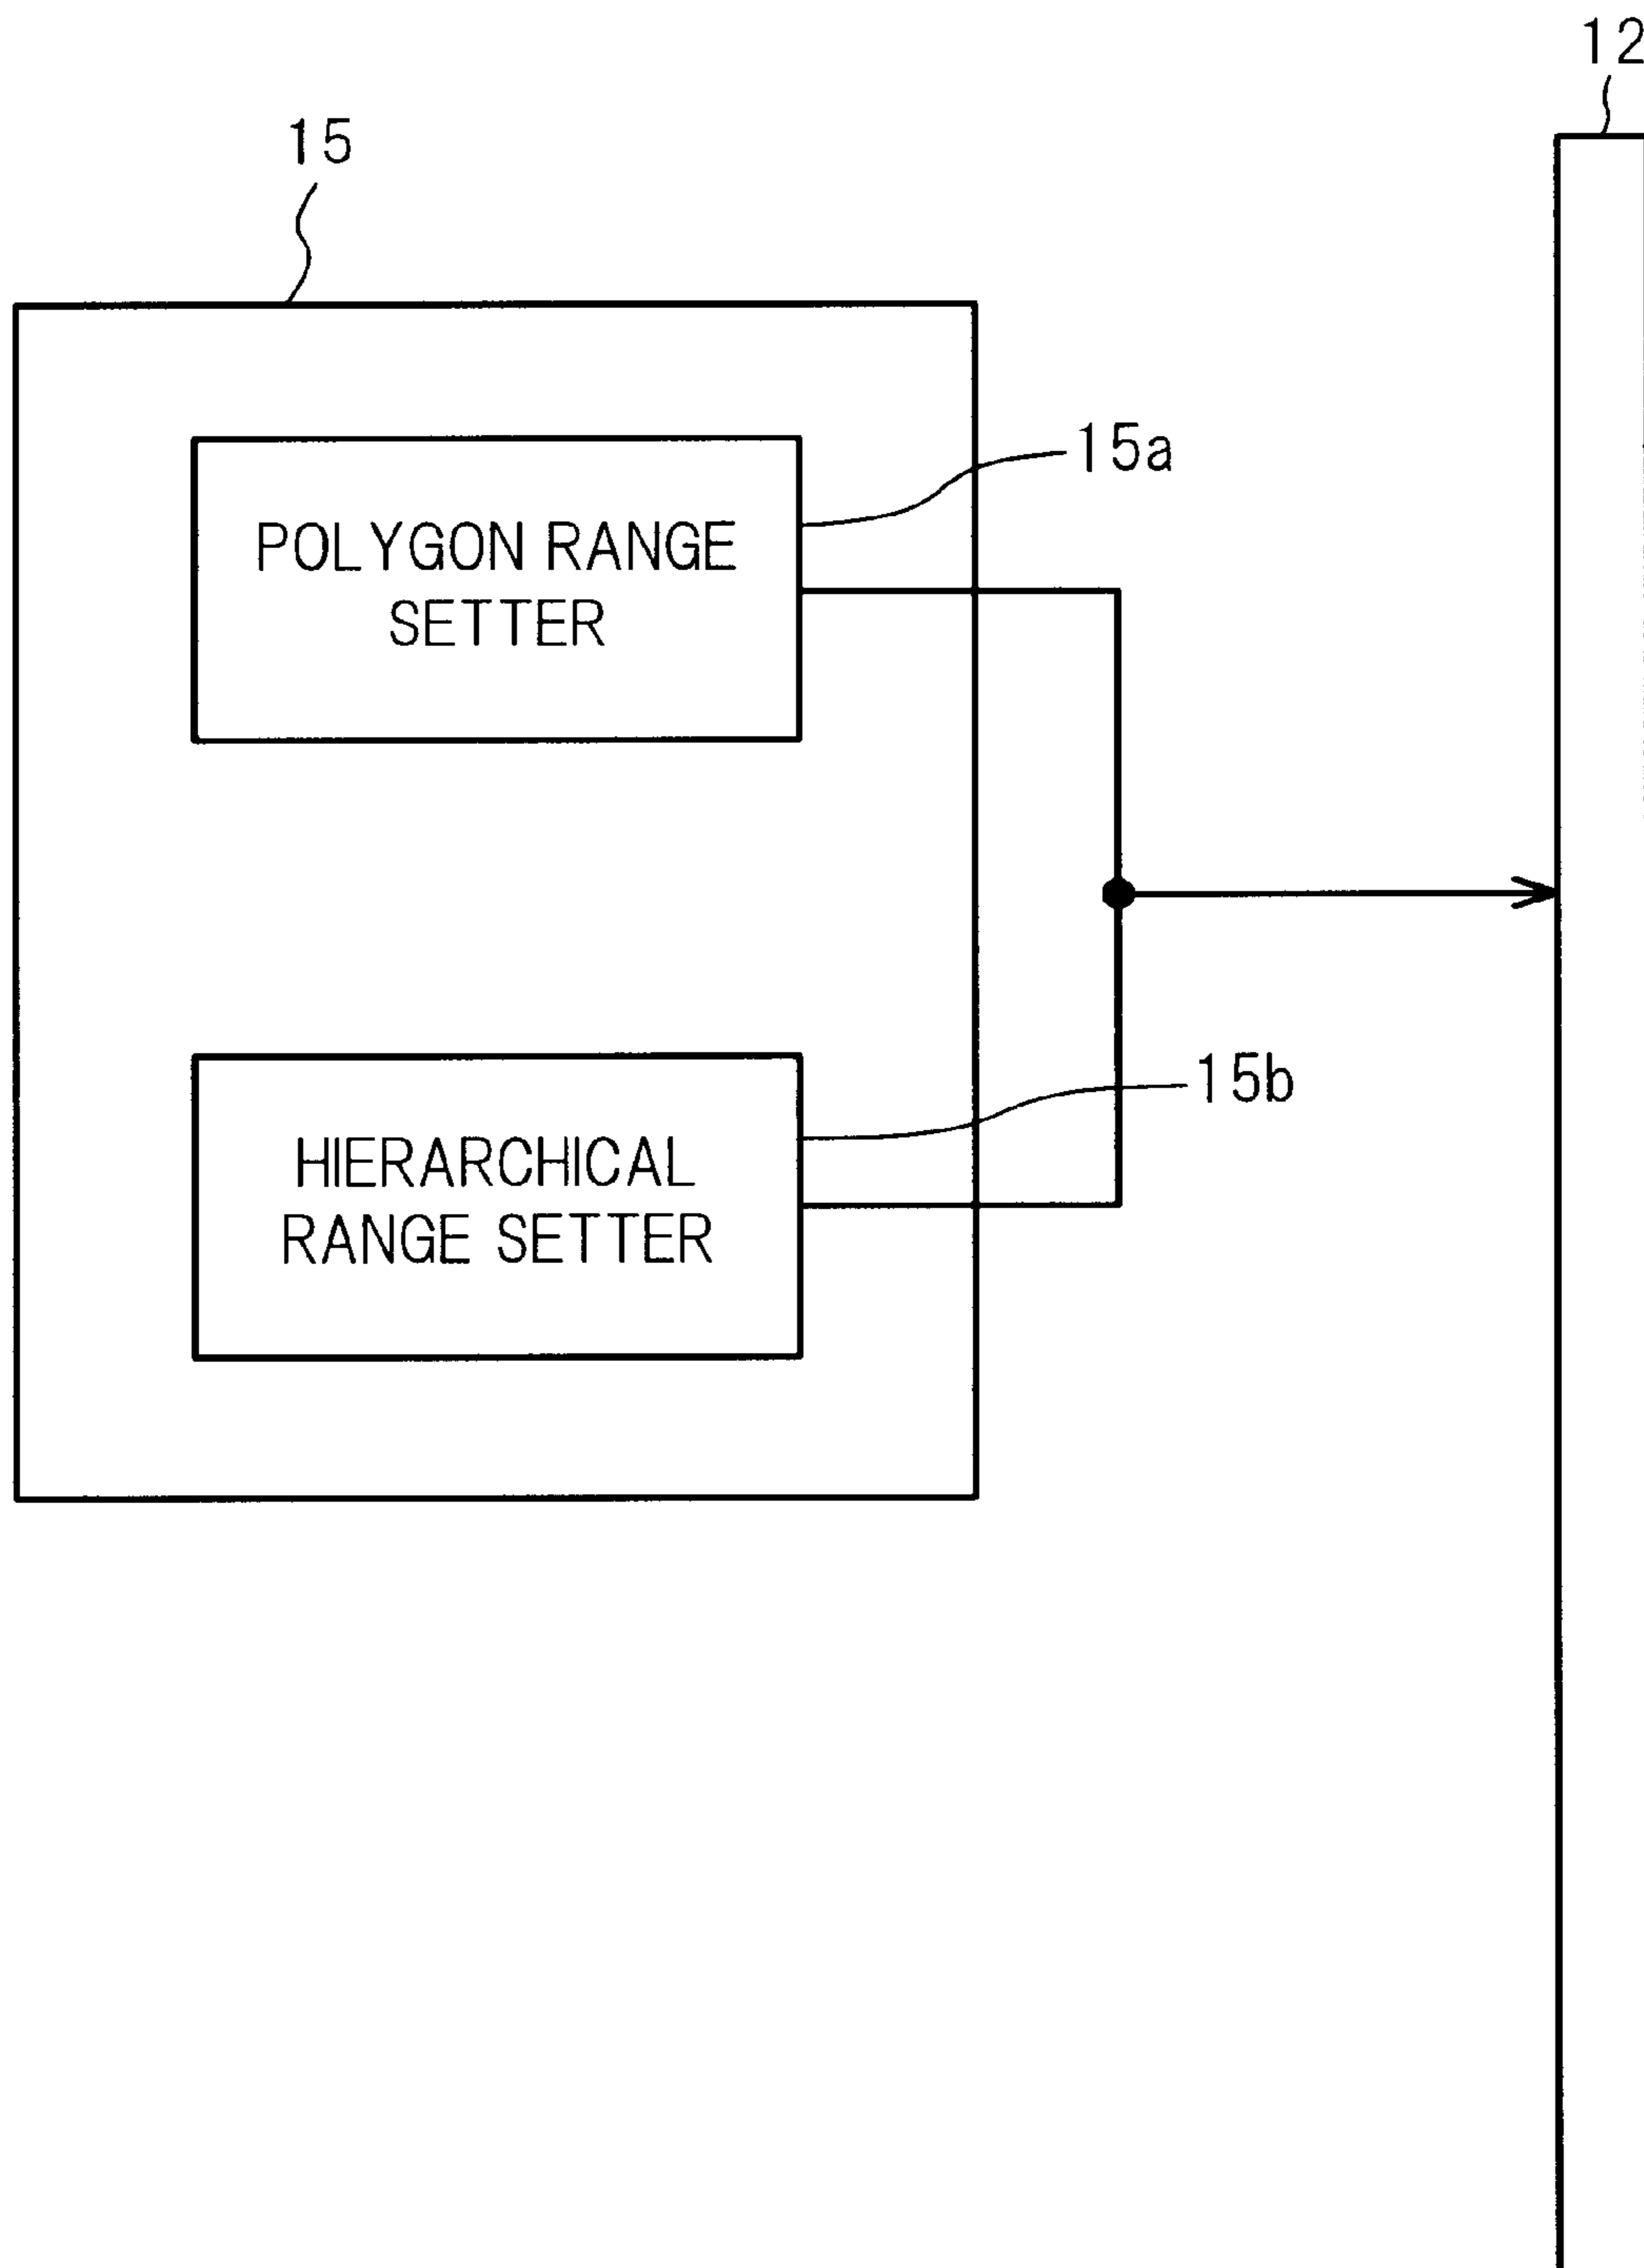 12
15
15a
POLYGON RANGE
SETTER
15b
HIERARCHICAL
RANGE SETTER